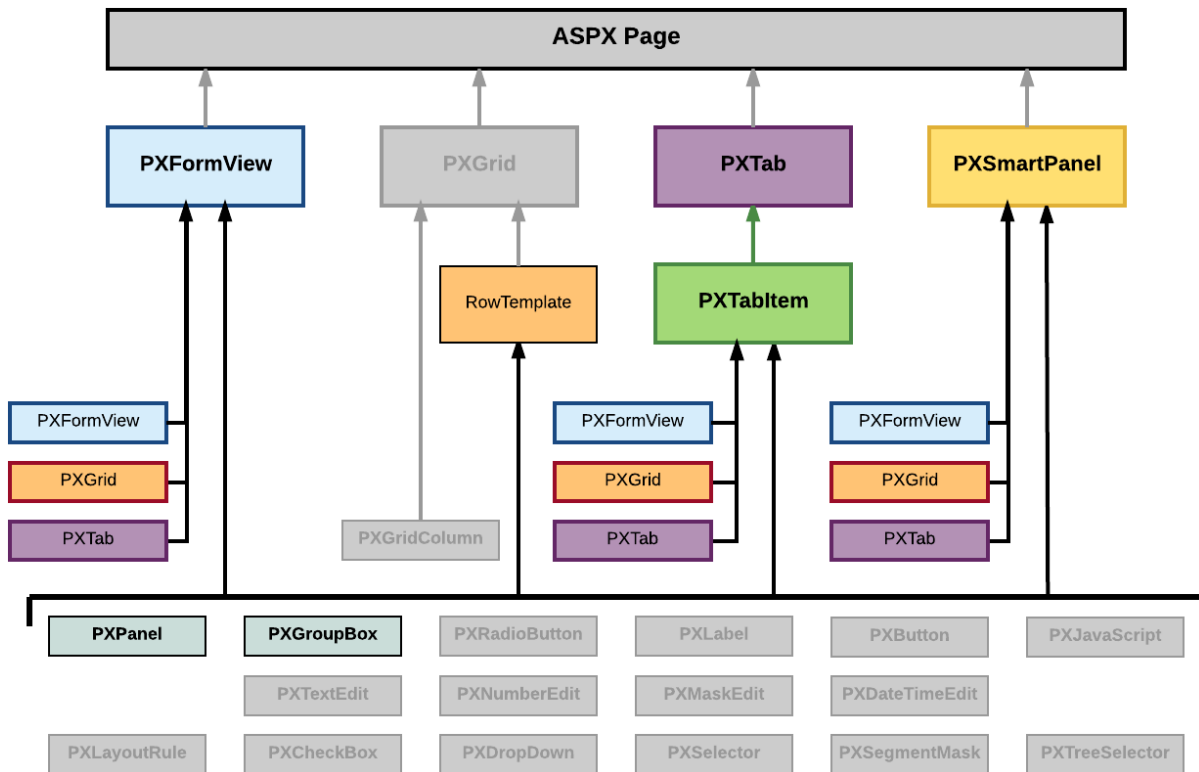 ASPX Page
PXFormView
PXGrid
PXTab
PXSmartPanel
RowTemplate
PXTabItem
PXFormView
PXFormView
PXFormView
PXGrid
PXGrid
PXGrid
PXTab
PXGridColumn
PXTab
PXTab
PXPanel
PXGroupBox
PXRadioButton
PXLabel
PXButton
PXJavaScript
PXTextEdit
PXNumberEdit
PXMaskEdit
PXDateTimeEdit
PXLayoutRule
PXCheckBox
PXDropDown
PXSelector
PXSegmentMask
PXTreeSelector